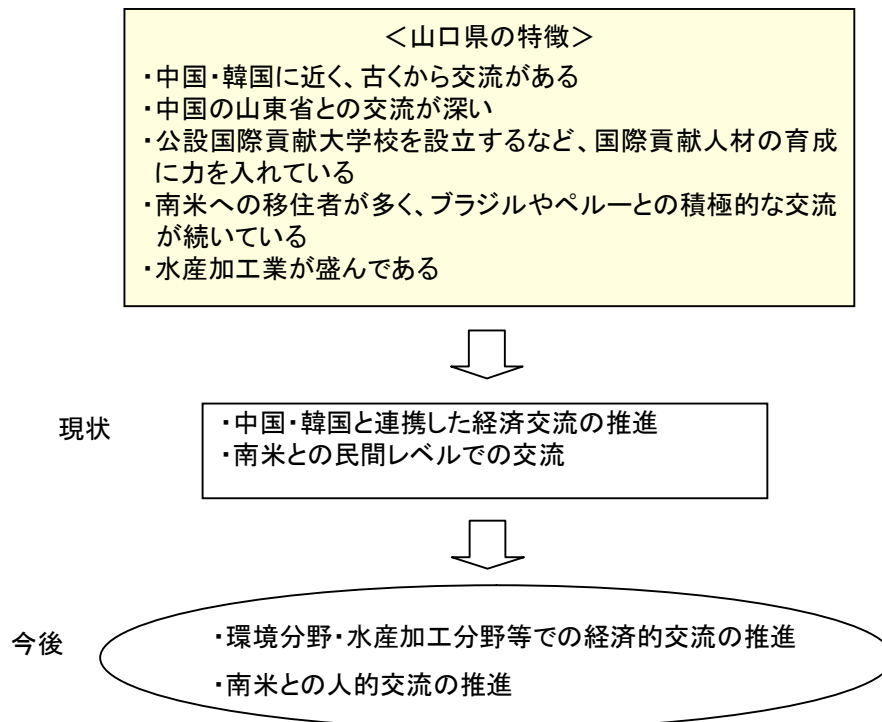 ＜山口県の特徴＞
・中国・韓国に近く、古くから交流がある
・中国の山東省との交流が深い
・公設国際貢献大学校を設立するなど、国際貢献人材の育成
に力を入れている
・南米への移住者が多く、ブラジルやペルーとの積極的な交流
が続いている
・水産加工業が盛んである
現状
・中国・韓国と連携した経済交流の推進
・南米との民間レベルでの交流
今後
・環境分野・水産加工分野等での経済的交流の推進
・南米との人的交流の推進